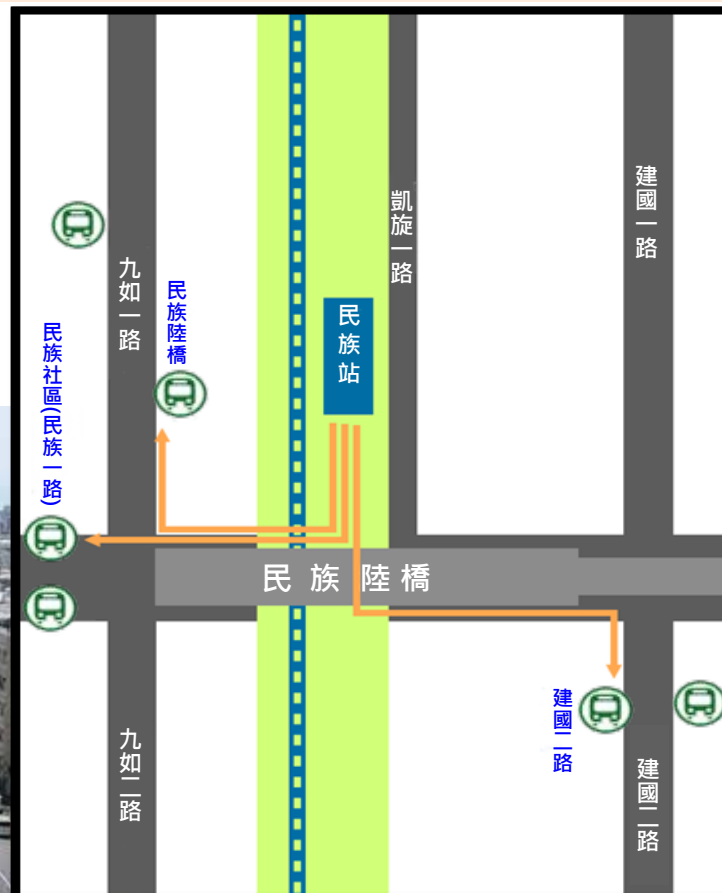 凱旋一路
建國一路
九如一路
民族陸橋
民族站
民族社區(民族一路)
民族陸橋
建國二路
九如二路
建國二路